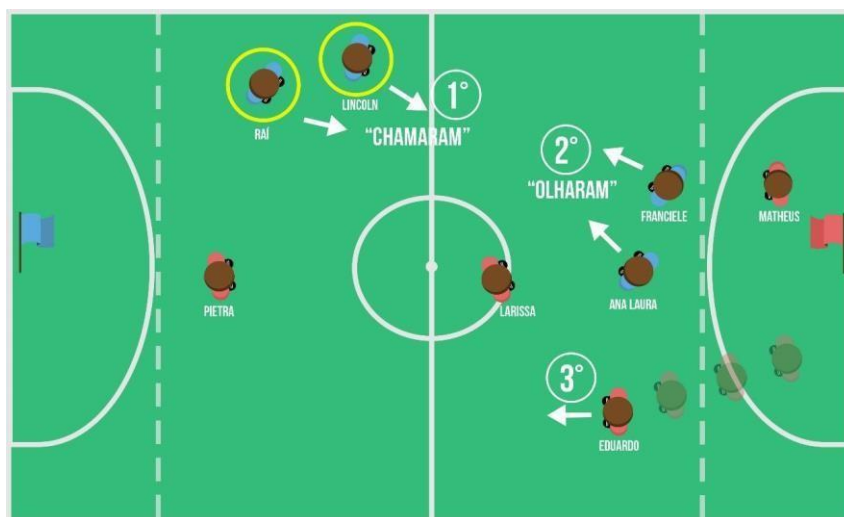 1°
LINCOLN
RAÍ
“CHAMARAM”
2°
“OLHARAM”
FRANCIELE
MATHEUS
PIETRA
LARISSA
ANA LAURA
3°
EDUARDO